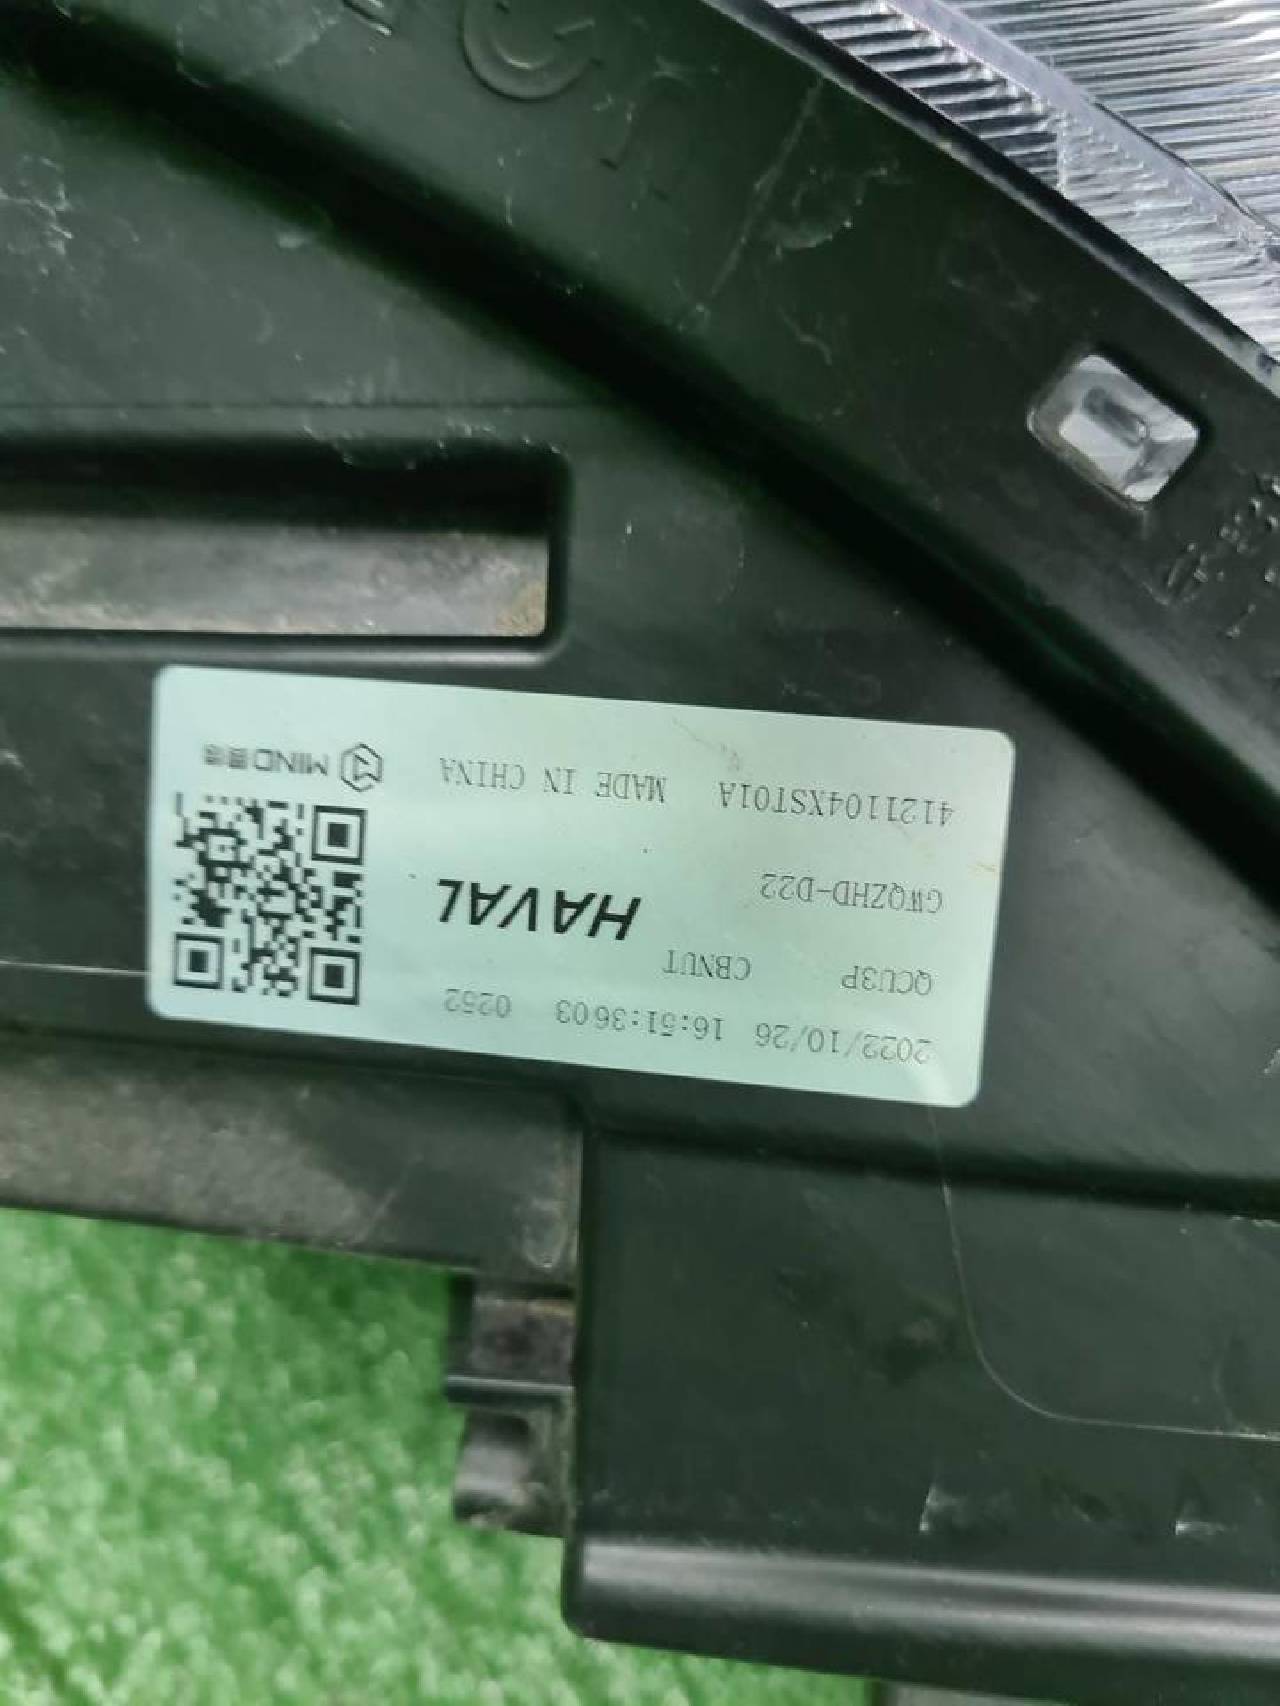 2022/10/26 16:51:3603 0252
QCU3P CBNUT
GWQZHD-D22 HAVAL
4121104XST01A MADE IN CHINA
MIND